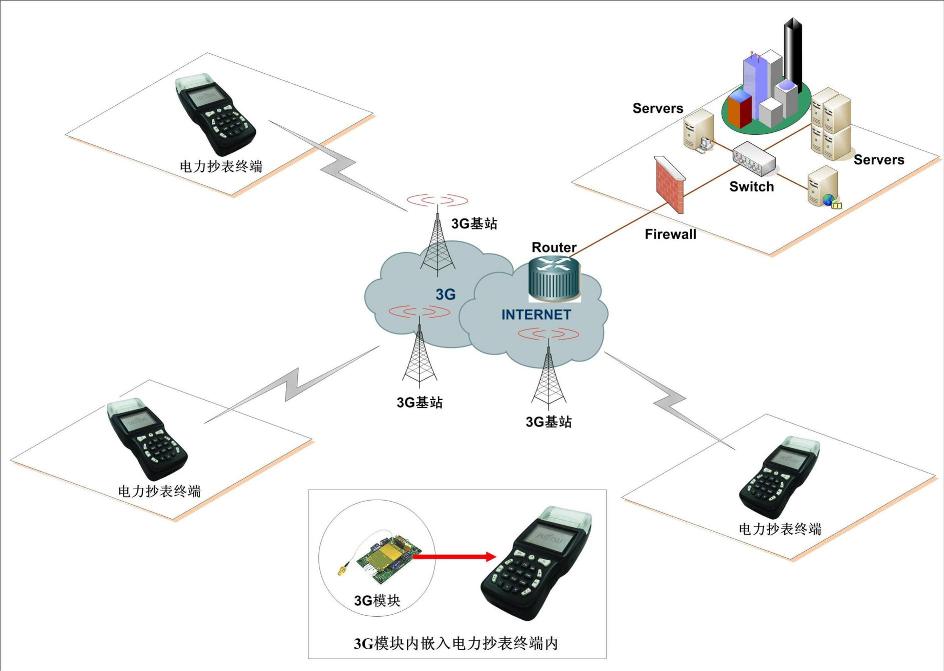 Servers
电力抄表终端
Servers
Switch
3G基站
Firewall
Router
3G
INTERNET
3G基站
3G基站
电力抄表终端
电力抄表终端
3G模块
3G模块内嵌入电力抄表终端内